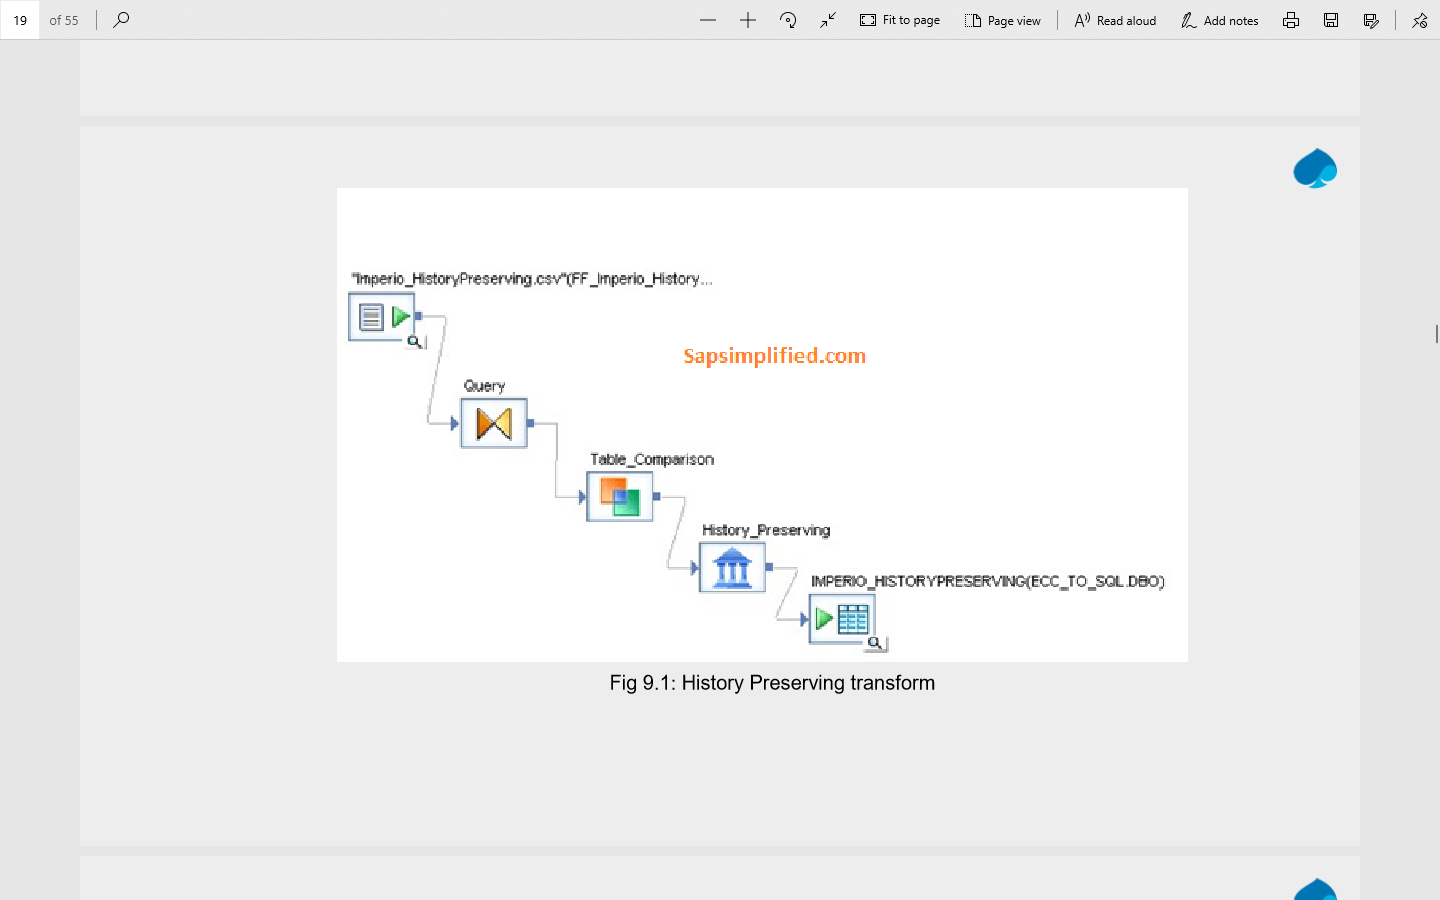 19 of 55 Fit to page Page view Read aloud Add notes
"Imperio_HistoryPreserving.csv"(FF_Imperio_History...
Sapsimplified.com
Query
Table_Comparison
History_Preserving
IMPERIO_HISTORYPRESERVING(ECC_TO_SQL.DBO)
Fig 9.1: History Preserving transform